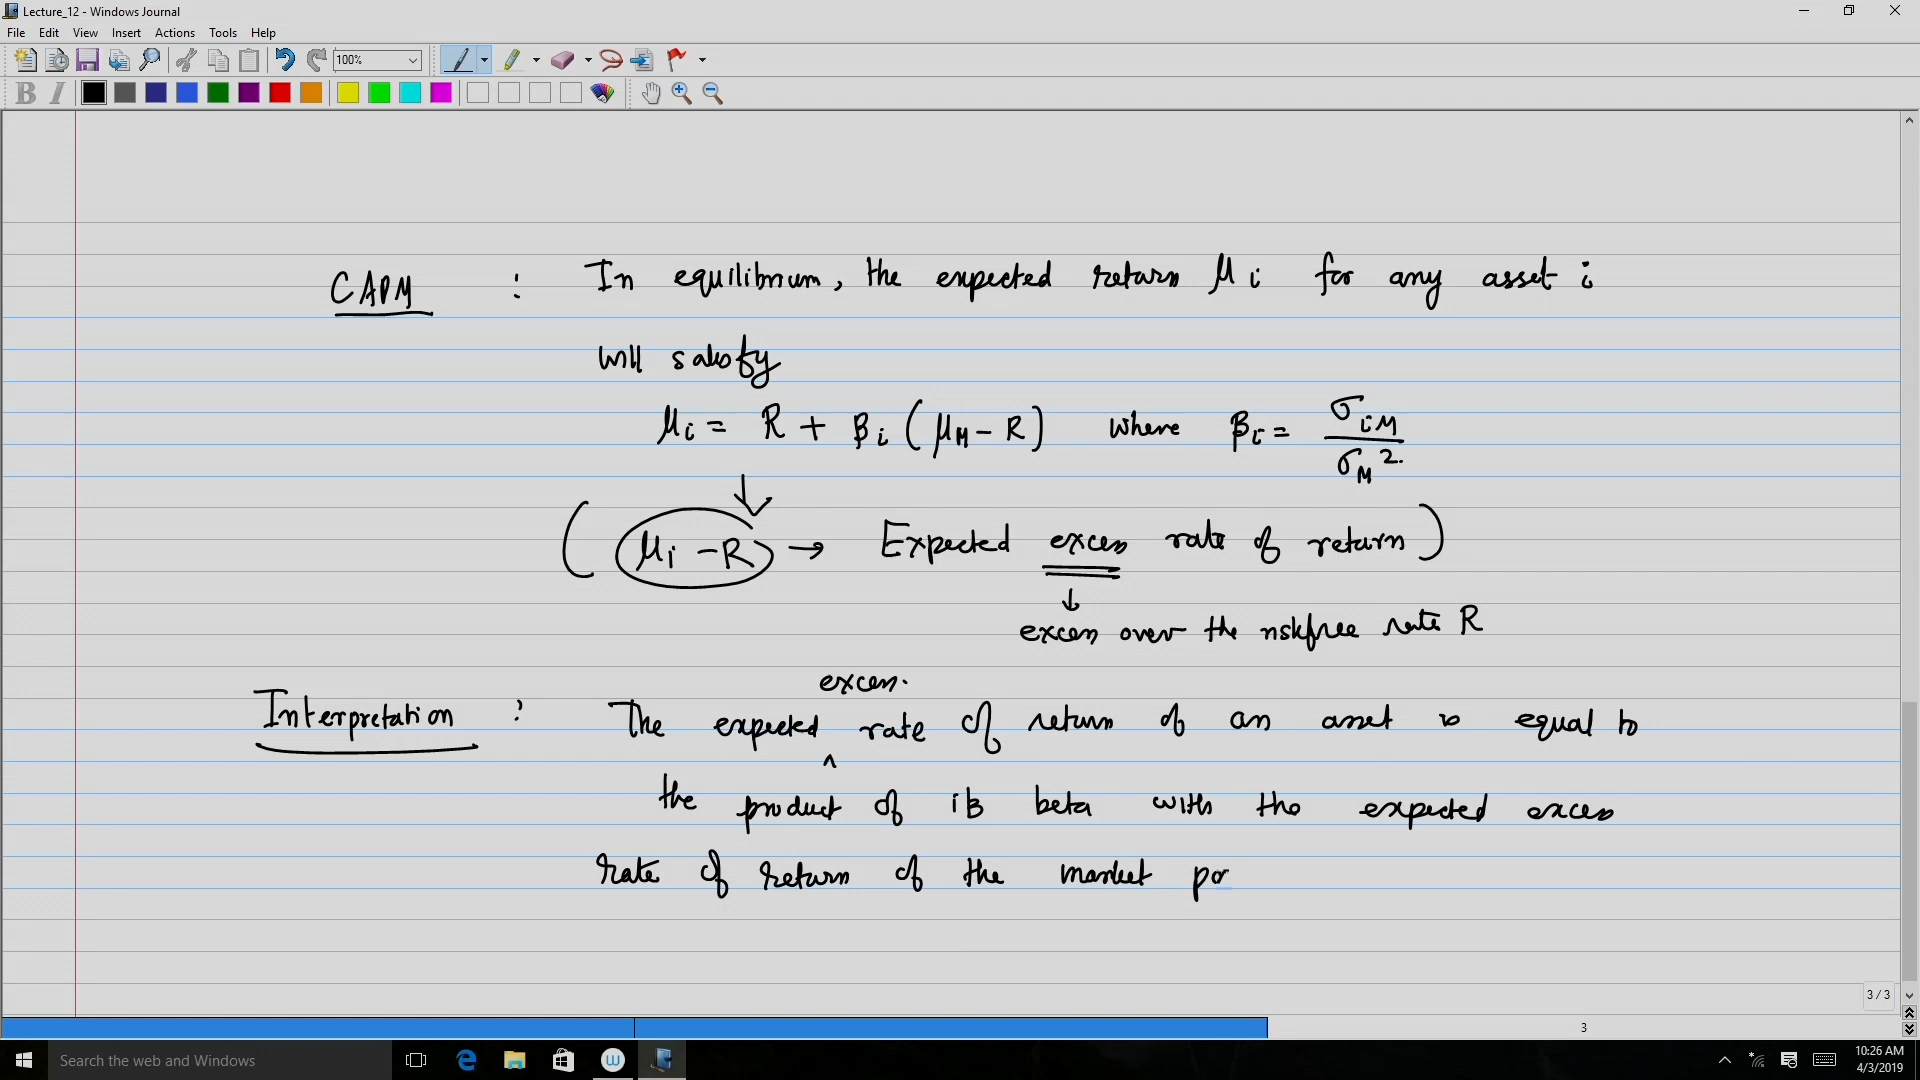 Lecture_12 - Windows Journal
File Edit View Insert Actions Tools Help
100%
B I
CAPM : In equilibrium, the expected return μi for any asset i
will satisfy
μi = R + βi (μM - R) where βi = σiM / σM²
( μi - R → Expected excess rate of return )
↓
excess over the riskfree rate R
excess
Interpretation : The expected ^ rate of return of an asset is equal to
the product of its beta with the expected excess
rate of return of the market po
3 / 3
3
Search the web and Windows
10:26 AM
4/3/2019